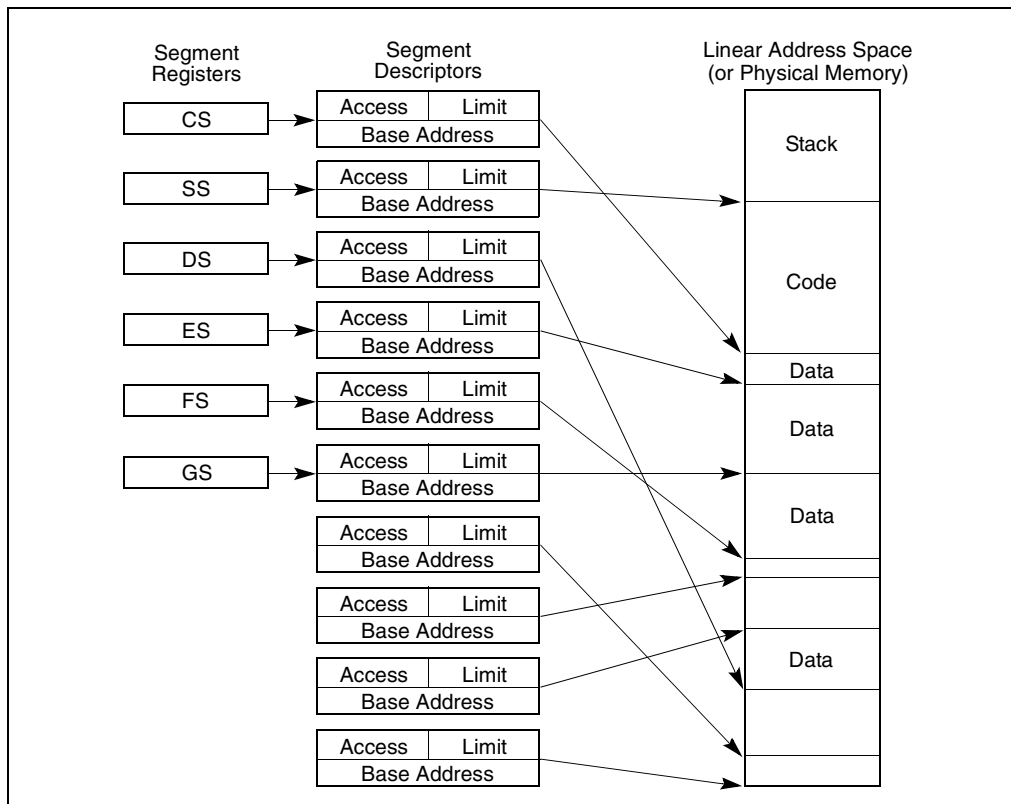 Segment
Registers
Segment
Descriptors
Linear Address Space
(or Physical Memory)
CS
Access Limit
Base Address
Stack
SS
Access Limit
Base Address
DS
Access Limit
Base Address
Code
ES
Access Limit
Base Address
Data
FS
Access Limit
Base Address
Data
GS
Access Limit
Base Address
Data
Access Limit
Base Address
Access Limit
Base Address
Access Limit
Base Address
Data
Access Limit
Base Address